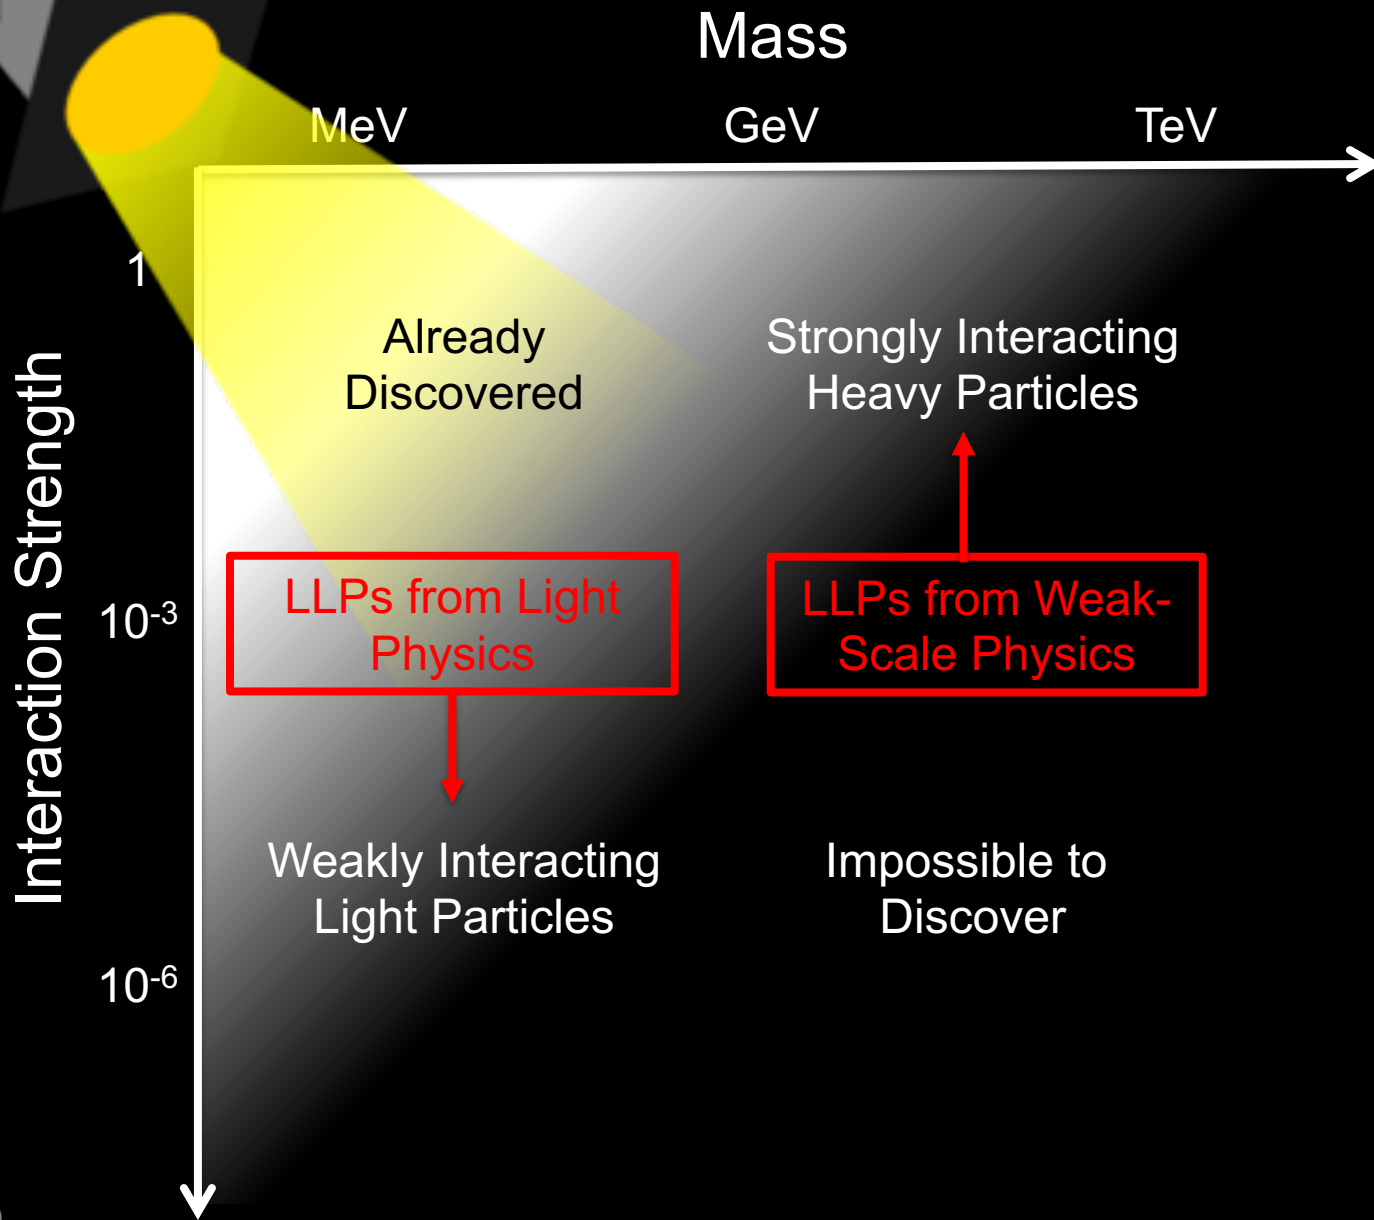 Mass
MeV GeV TeV
1
Already
Discovered
Strongly Interacting
Heavy Particles
Interaction Strength
10⁻³
LLPs from Light
Physics
LLPs from Weak-
Scale Physics
Weakly Interacting
Light Particles
Impossible to
Discover
10⁻⁶